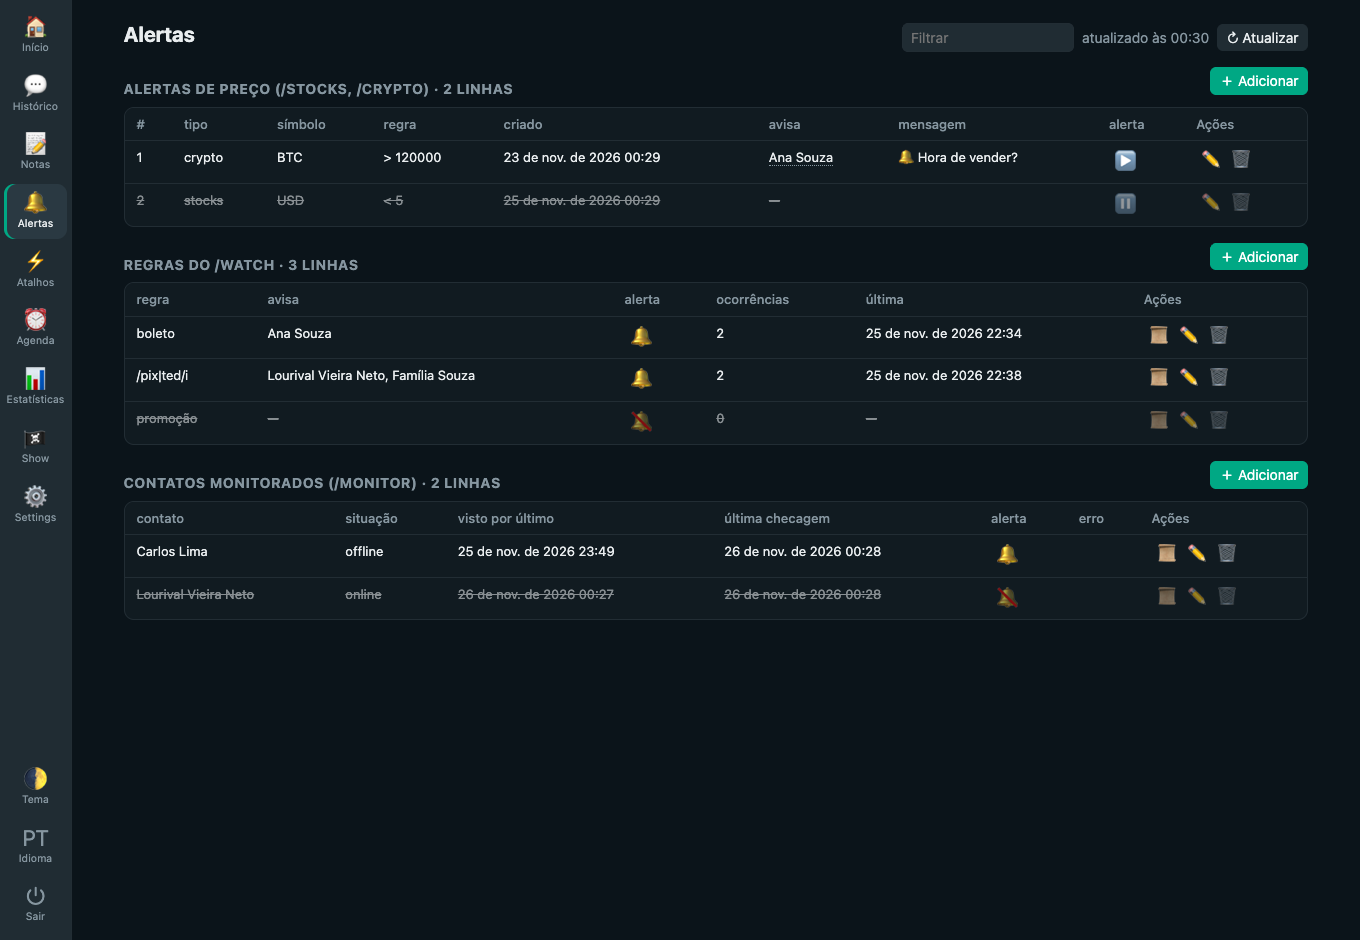 Início
Histórico
Notas
Alertas
Atalhos
Agenda
Estatísticas
Show
Settings
Tema
PT
Idioma
Sair
Alertas
Filtrar
atualizado às 00:30
Atualizar
ALERTAS DE PREÇO (/STOCKS, /CRYPTO) · 2 LINHAS
+ Adicionar
# tipo símbolo regra criado avisa mensagem alerta Ações
1 crypto BTC > 120000 23 de nov. de 2026 00:29 Ana Souza Hora de vender?
2 stocks USD < 5 25 de nov. de 2026 00:29 —
REGRAS DO /WATCH · 3 LINHAS
+ Adicionar
regra avisa alerta ocorrências última Ações
boleto Ana Souza 2 25 de nov. de 2026 22:34
/pix|ted/i Lourival Vieira Neto, Família Souza 2 25 de nov. de 2026 22:38
promoção — 0 —
CONTATOS MONITORADOS (/MONITOR) · 2 LINHAS
+ Adicionar
contato situação visto por último última checagem alerta erro Ações
Carlos Lima offline 25 de nov. de 2026 23:49 26 de nov. de 2026 00:28
Lourival Vieira Neto online 26 de nov. de 2026 00:27 26 de nov. de 2026 00:28